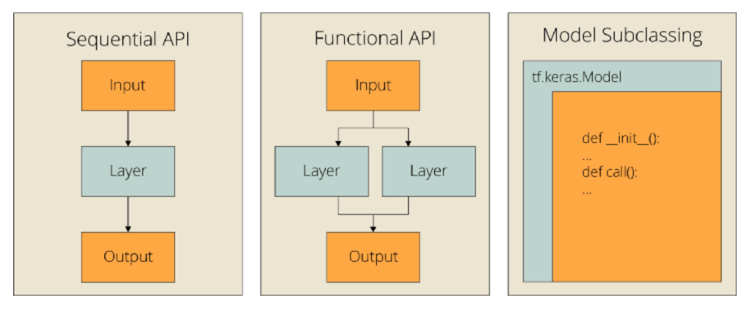 Sequential API
Input
Layer
Output
Functional API
Input
Layer
Layer
Output
Model Subclassing
tf.keras.Model
def __init__():
...
def call():
...